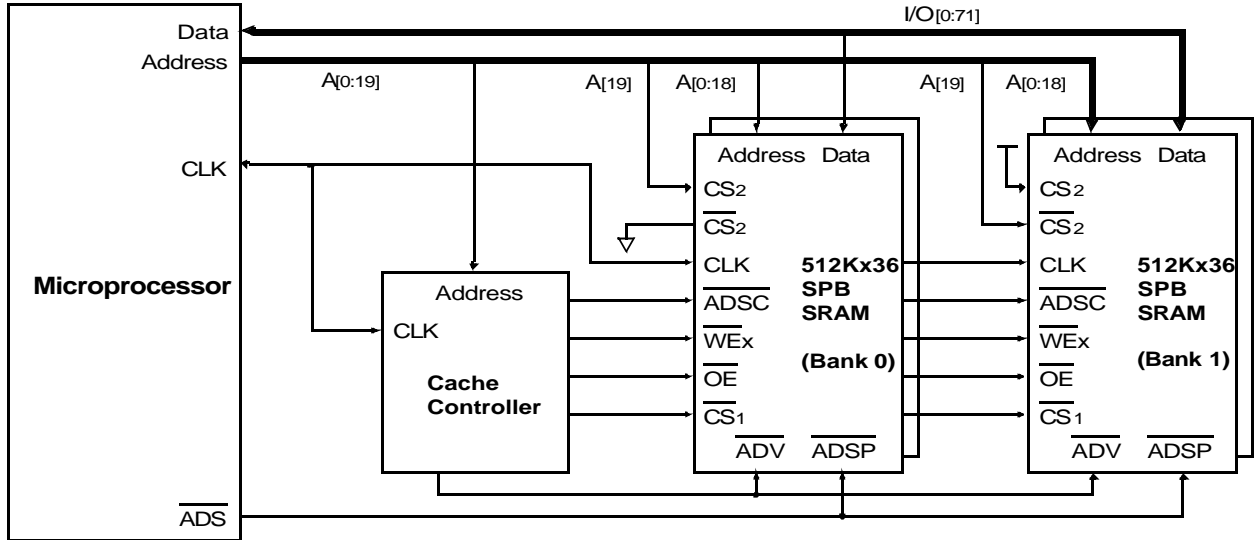 I/O[0:71]
Data
Address
A[0:19]
A[19]
A[0:18]
A[19]
A[0:18]
CLK
Microprocessor
ADS
Address
CLK
Cache
Controller
Address Data
CS2
CS2
CLK
ADSC
WEx
OE
CS1
ADV ADSP
512Kx36
SPB
SRAM
(Bank 0)
Address Data
CS2
CS2
CLK
ADSC
WEx
OE
CS1
ADV ADSP
512Kx36
SPB
SRAM
(Bank 1)